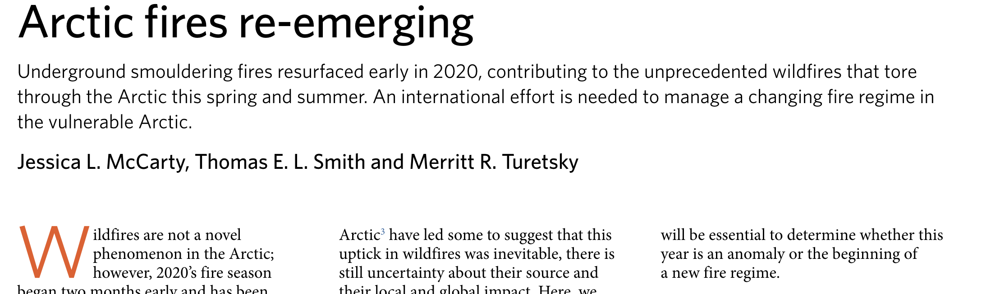 Arctic fires re-emerging
Underground smouldering fires resurfaced early in 2020, contributing to the unprecedented wildfires that tore
through the Arctic this spring and summer. An international effort is needed to manage a changing fire regime in
the vulnerable Arctic.
Jessica L. McCarty, Thomas E. L. Smith and Merritt R. Turetsky
Wildfires are not a novel
phenomenon in the Arctic;
however, 2020’s fire season
began two months early and has been
Arctic3 have led some to suggest that this
uptick in wildfires was inevitable, there is
still uncertainty about their source and
their local and global impact. Here, we
will be essential to determine whether this
year is an anomaly or the beginning of
a new fire regime.